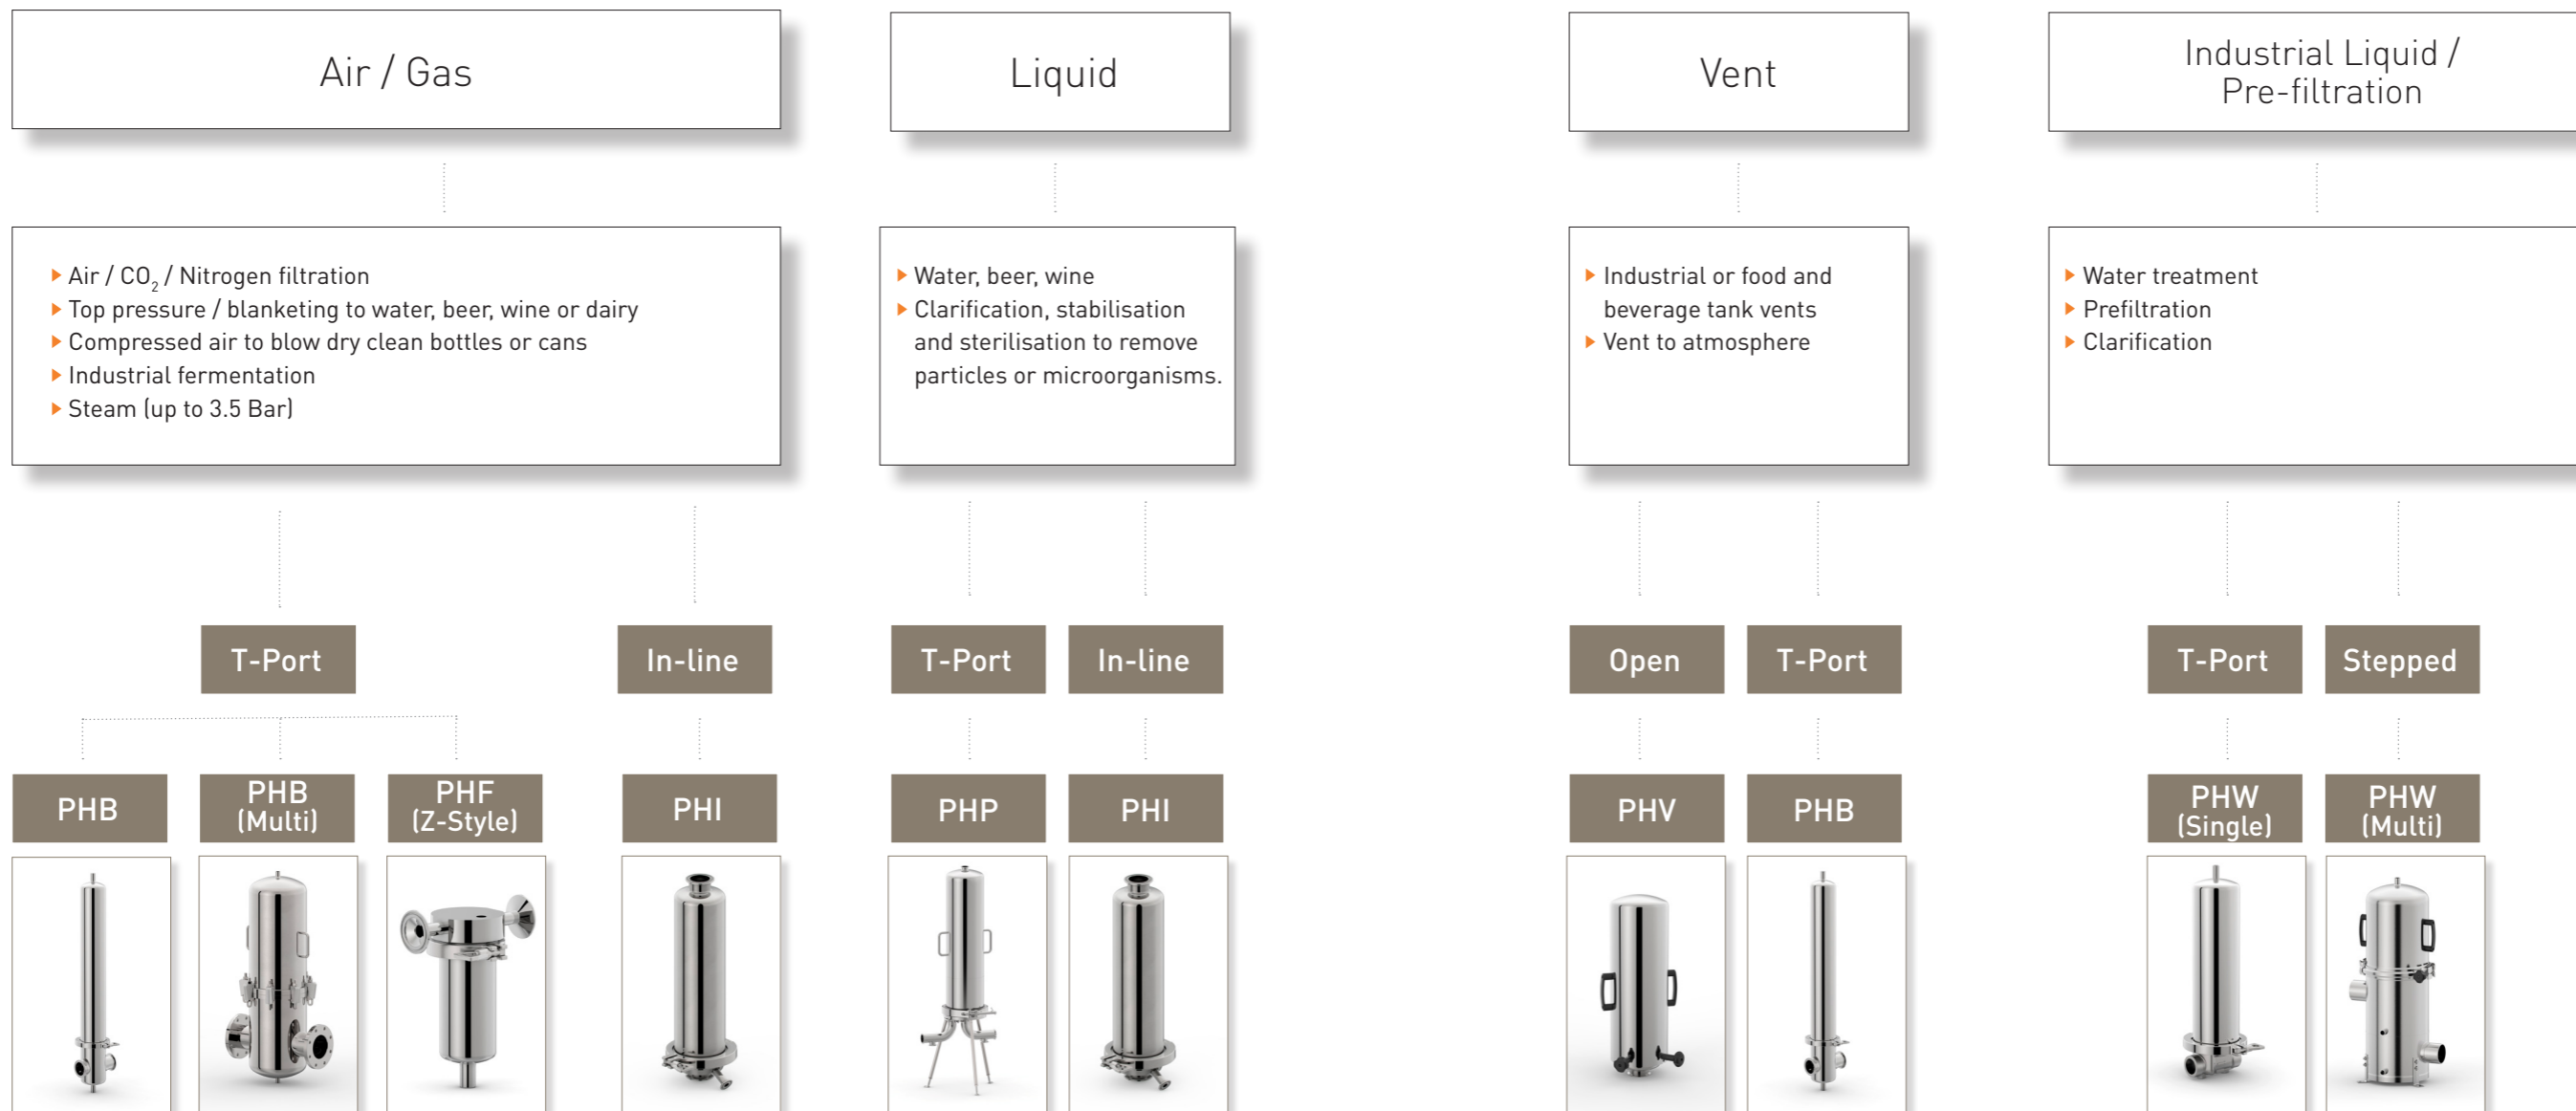 Air / Gas
Liquid
Vent
Industrial Liquid /
Pre-filtration
Air / CO₂ / Nitrogen filtration
Top pressure / blanketing to water, beer, wine or dairy
Compressed air to blow dry clean bottles or cans
Industrial fermentation
Steam (up to 3.5 Bar)
Water, beer, wine
Clarification, stabilisation
and sterilisation to remove
particles or microorganisms.
Industrial or food and
beverage tank vents
Vent to atmosphere
Water treatment
Prefiltration
Clarification
T-Port
In-line
T-Port
In-line
Open
T-Port
T-Port
Stepped
PHB
PHB
(Multi)
PHF
(Z-Style)
PHI
PHP
PHI
PHV
PHB
PHW
(Single)
PHW
(Multi)